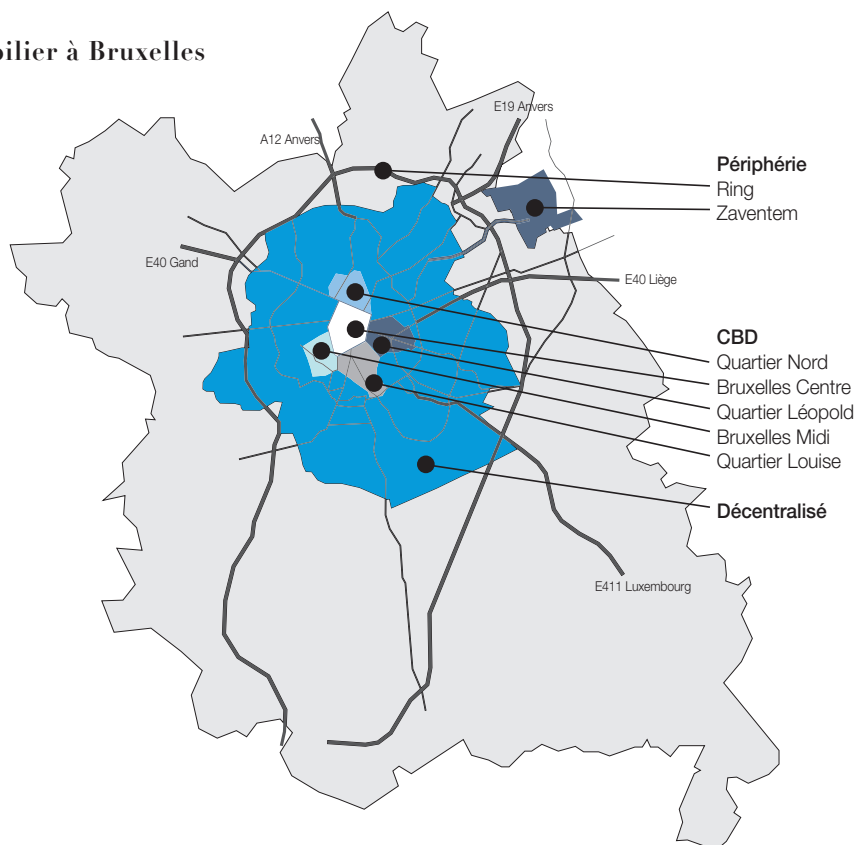 à Bruxelles
E19 Anvers
A12 Anvers
Périphérie
Ring
Zaventem
E40 Gand
E40 Liège
CBD
Quartier Nord
Bruxelles Centre
Quartier Léopold
Bruxelles Midi
Quartier Louise
Décentralisé
E411 Luxembourg